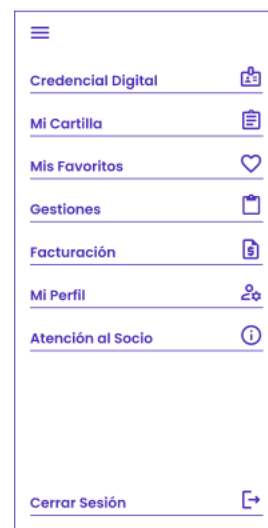 Credencial Digital
Mi Cartilla
Mis Favoritos
Gestiones
Facturación
Mi Perfil
Atención al Socio
Cerrar Sesión